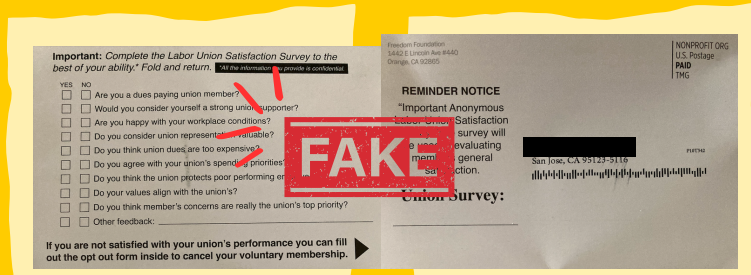 Important: Complete the Labor Union Satisfaction Survey to the
best of your ability.* Fold and return. *All the information you provide is confidential.
YES NO
Are you a dues paying union member?
Would you consider yourself a strong union supporter?
Are you happy with your workplace conditions?
Do you consider union representation valuable?
Do you think union dues are too expensive?
Do you agree with your union's spending priorities?
Do you think the union protects poor performing
Do your values align with the union's?
Do you think member's concerns are really the union's top priority?
Other feedback:
If you are not satisfied with your union's performance you can fill
out the opt out form inside to cancel your voluntary membership.
FAKE
Freedom Foundation
1442 E Lincoln Ave #440
Orange, CA 92865
NONPROFIT ORG
U.S. Postage
PAID
TMG
REMINDER NOTICE
"Important Anonymous
Labor Union Satisfaction
survey will
evaluating
general
Union Survey:
San Jose, CA 95123-5116